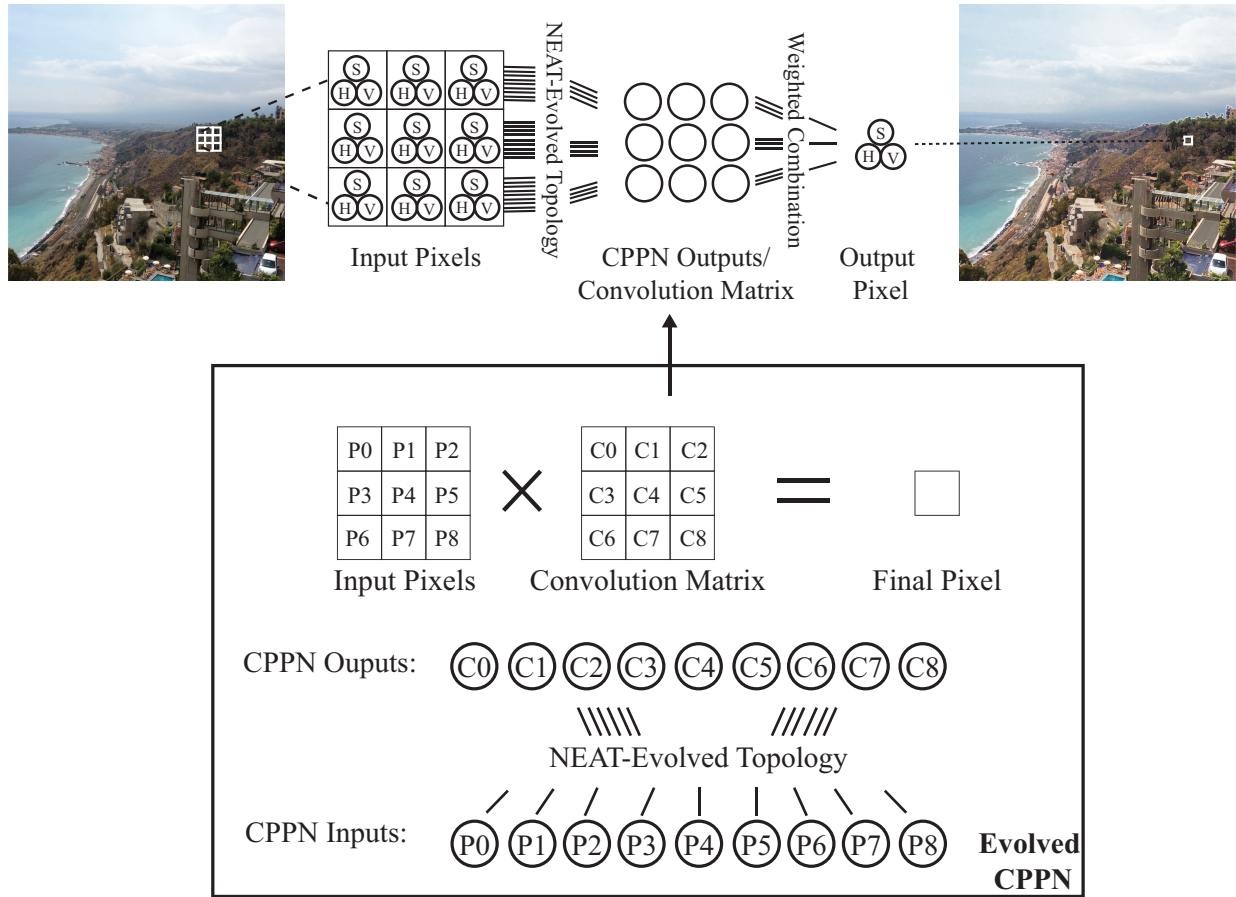 S S S
H V H V H V
S S S
H V H V H V
S S S
H V H V H V
Input Pixels
NEAT-Evolved
Topology
CPPN Outputs/
Convolution Matrix
Weighted
Combination
S
H V
Output
Pixel
P0 P1 P2
P3 P4 P5
P6 P7 P8
Input Pixels
C0 C1 C2
C3 C4 C5
C6 C7 C8
Convolution Matrix
Final Pixel
CPPN Ouputs: C0 C1 C2 C3 C4 C5 C6 C7 C8
NEAT-Evolved Topology
CPPN Inputs: P0 P1 P2 P3 P4 P5 P6 P7 P8
Evolved
CPPN